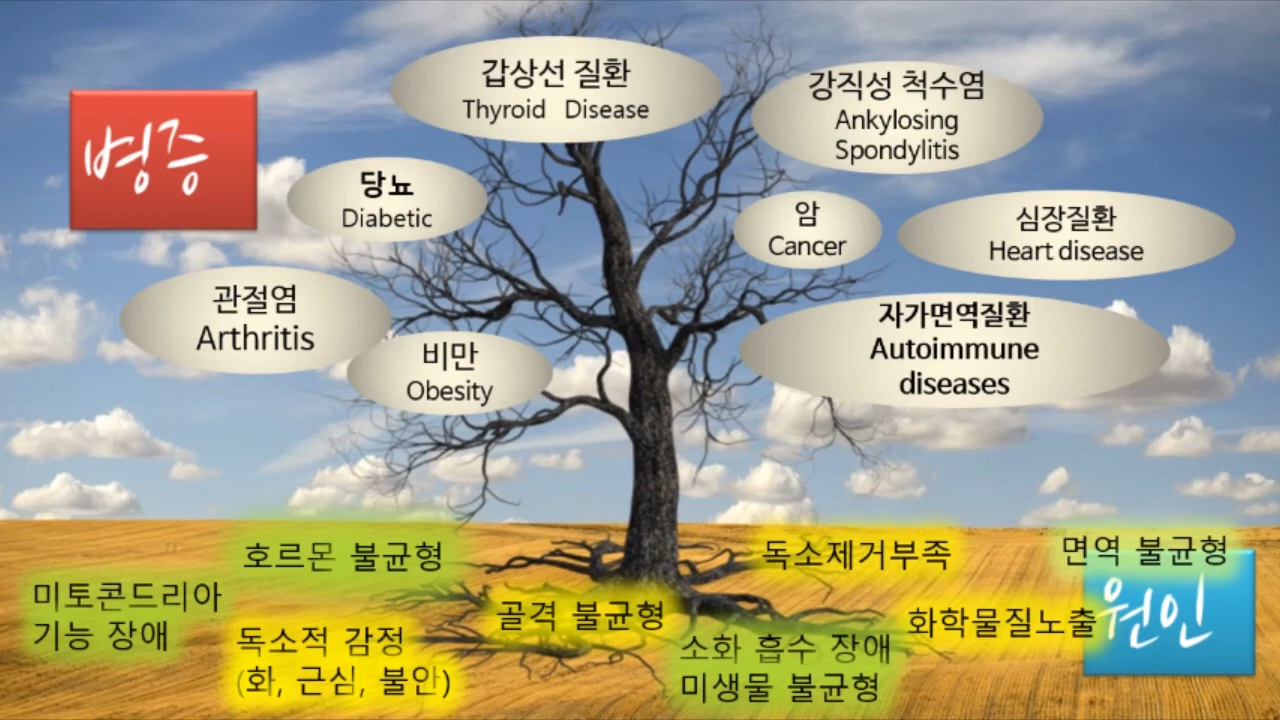 병증
갑상선 질환
Thyroid Disease
강직성 척수염
Ankylosing
Spondylitis
당뇨
Diabetic
암
Cancer
심장질환
Heart disease
관절염
Arthritis
비만
Obesity
자가면역질환
Autoimmune
diseases
호르몬 불균형
미토콘드리아
기능 장애
독소적 감정
(화, 근심, 불안)
골격 불균형
독소제거부족
소화 흡수 장애
미생물 불균형
화학물질노출
면역 불균형
원인